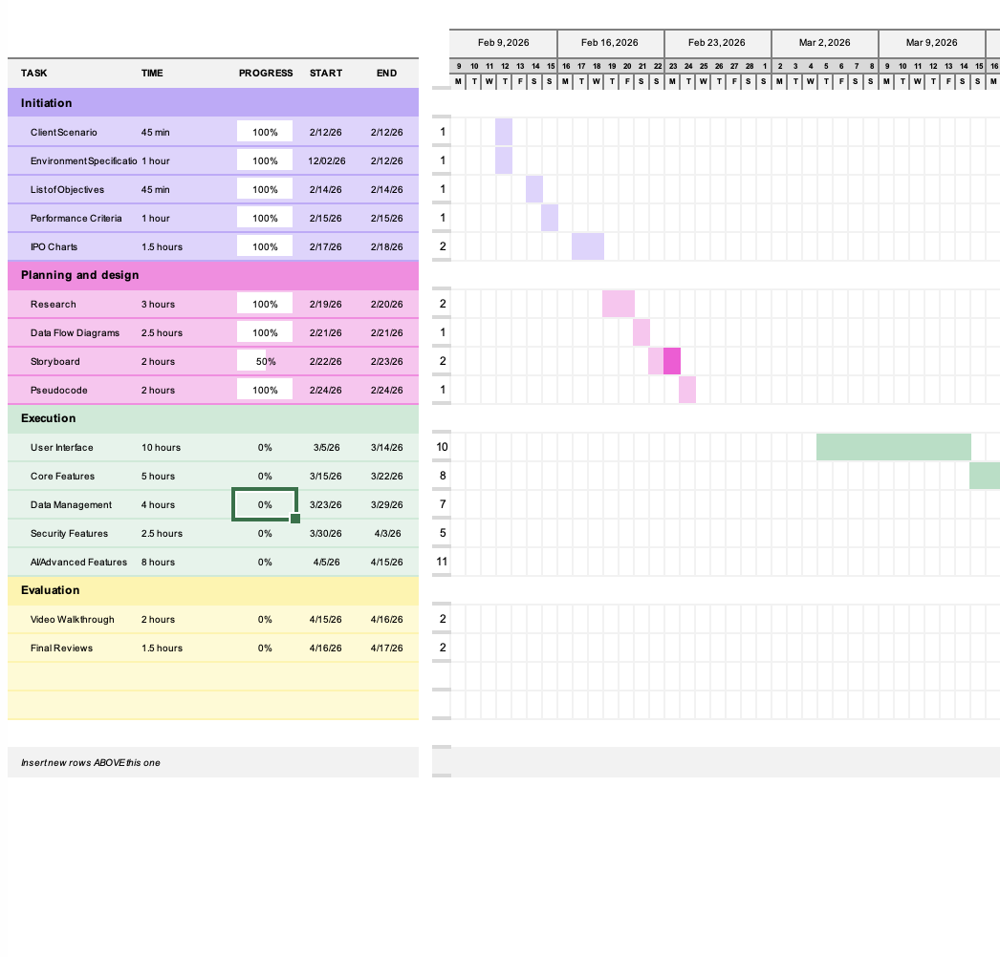 Feb 9, 2026 Feb 16, 2026 Feb 23, 2026 Mar 2, 2026 Mar 9, 2026
9 10 11 12 13 14 15 16 17 18 19 20 21 22 23 24 25 26 27 28 1 2 3 4 5 6 7 8 9 10 11 12 13 14 15 16
TASK TIME PROGRESS START END M T W T F S S M T W T F S S M T W T F S S M T W T F S S M T W T F S S M
Initiation
Client Scenario 45 min 100% 2/12/26 2/12/26 1
Environment Specificatio 1 hour 100% 12/02/26 2/12/26 1
List of Objectives 45 min 100% 2/14/26 2/14/26 1
Performance Criteria 1 hour 100% 2/15/26 2/15/26 1
IPO Charts 1.5 hours 100% 2/17/26 2/18/26 2
Planning and design
Research 3 hours 100% 2/19/26 2/20/26 2
Data Flow Diagrams 2.5 hours 100% 2/21/26 2/21/26 1
Storyboard 2 hours 50% 2/22/26 2/23/26 2
Pseudocode 2 hours 100% 2/24/26 2/24/26 1
Execution
User Interface 10 hours 0% 3/5/26 3/14/26 10
Core Features 5 hours 0% 3/15/26 3/22/26 8
Data Management 4 hours 0% 3/23/26 3/29/26 7
Security Features 2.5 hours 0% 3/30/26 4/3/26 5
AI/Advanced Features 8 hours 0% 4/5/26 4/15/26 11
Evaluation
Video Walkthrough 2 hours 0% 4/15/26 4/16/26 2
Final Reviews 1.5 hours 0% 4/16/26 4/17/26 2
Insert new rows ABOVE this one